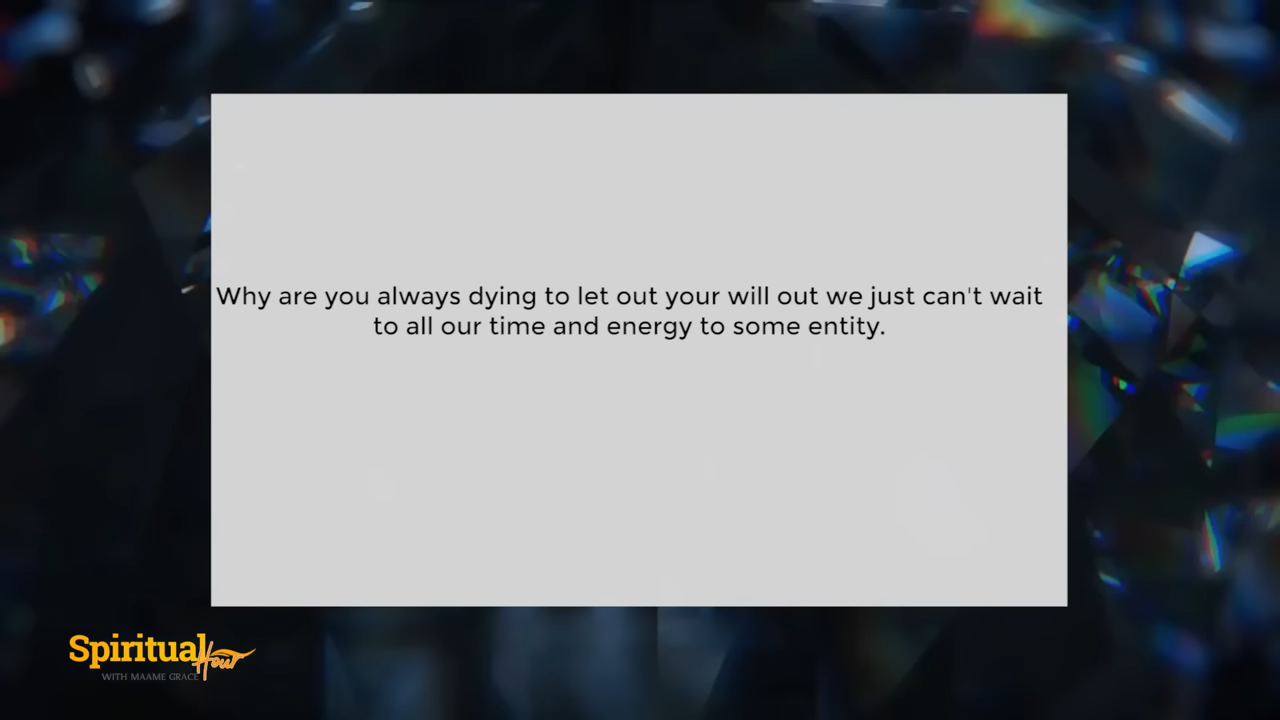 Why are you always dying to let out your will out we just can't wait
to all our time and energy to some entity.
Spiritual Hour
WITH MAAME GRACE